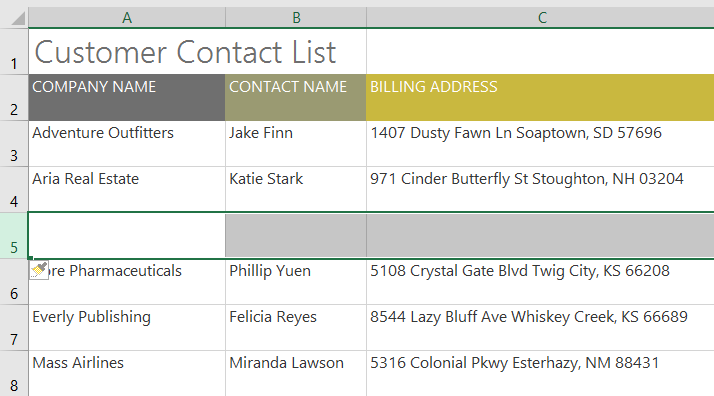 A B C
1 Customer Contact List
2 COMPANY NAME CONTACT NAME BILLING ADDRESS
3 Adventure Outfitters Jake Finn 1407 Dusty Fawn Ln Soaptown, SD 57696
4 Aria Real Estate Katie Stark 971 Cinder Butterfly St Stoughton, NH 03204
5
6 Pharmaceuticals Phillip Yuen 5108 Crystal Gate Blvd Twig City, KS 66208
7 Everly Publishing Felicia Reyes 8544 Lazy Bluff Ave Whiskey Creek, KS 66689
8 Mass Airlines Miranda Lawson 5316 Colonial Pkwy Esterhazy, NM 88431